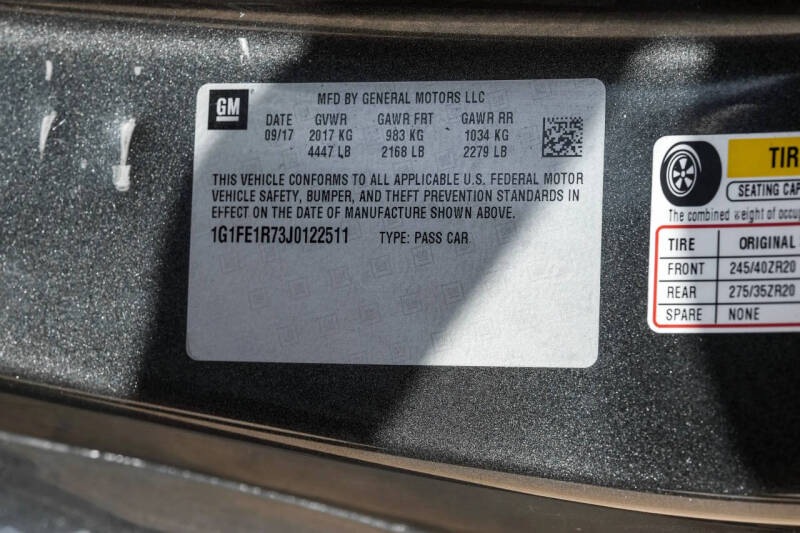 GM
MFD BY GENERAL MOTORS LLC
DATE GVWR GAWR FRT GAWR RR
09/17 2017 KG 983 KG 1034 KG
4447 LB 2168 LB 2279 LB
THIS VEHICLE CONFORMS TO ALL APPLICABLE U.S. FEDERAL MOTOR
VEHICLE SAFETY, BUMPER, AND THEFT PREVENTION STANDARDS IN
EFFECT ON THE DATE OF MANUFACTURE SHOWN ABOVE.
1G1FE1R73J0122511 TYPE: PASS CAR
TIR
SEATING CAP
The combined weight of occup
TIRE ORIGINAL
FRONT 245/40ZR20
REAR 275/35ZR20
SPARE NONE